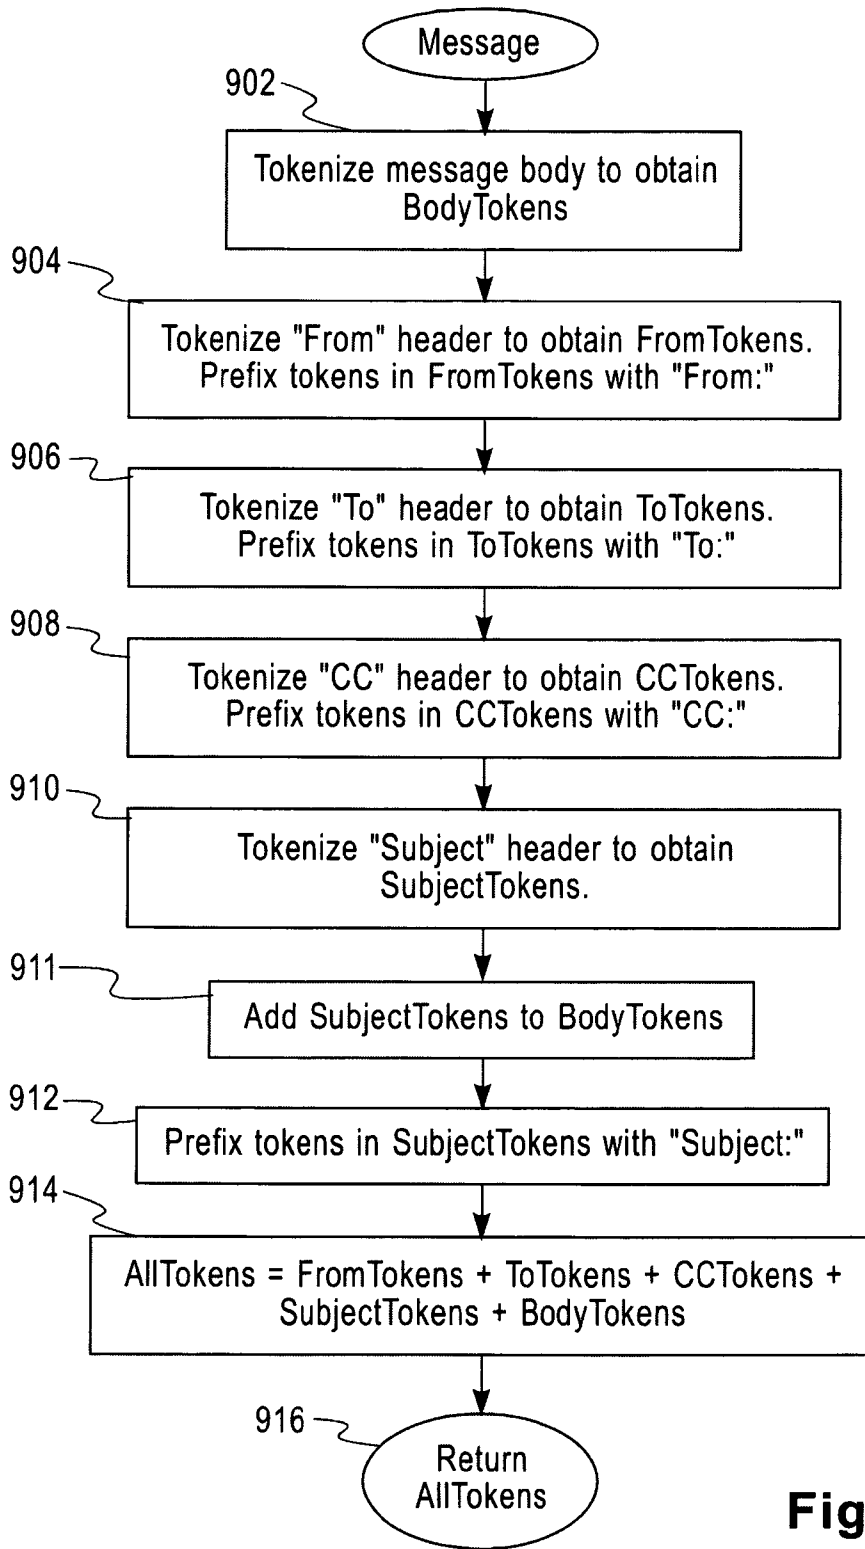 Message
902
Tokenize message body to obtain
BodyTokens
904
Tokenize "From" header to obtain FromTokens.
Prefix tokens in FromTokens with "From:"
906
Tokenize "To" header to obtain ToTokens.
Prefix tokens in ToTokens with "To:"
908
Tokenize "CC" header to obtain CCTokens.
Prefix tokens in CCTokens with "CC:"
910
Tokenize "Subject" header to obtain
SubjectTokens.
911
Add SubjectTokens to BodyTokens
912
Prefix tokens in SubjectTokens with "Subject:"
914
AllTokens = FromTokens + ToTokens + CCTokens +
SubjectTokens + BodyTokens
916
Return
AllTokens
Fig